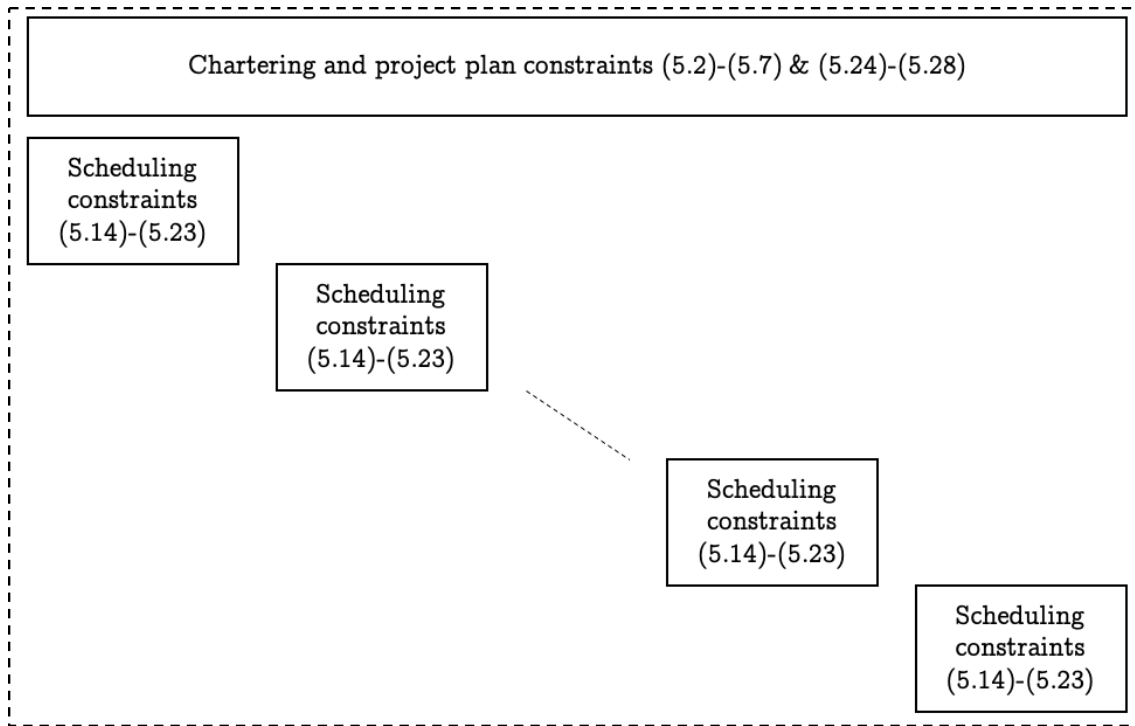 Chartering and project plan constraints (5.2)-(5.7) & (5.24)-(5.28)
Scheduling
constraints
(5.14)-(5.23)
Scheduling
constraints
(5.14)-(5.23)
Scheduling
constraints
(5.14)-(5.23)
Scheduling
constraints
(5.14)-(5.23)